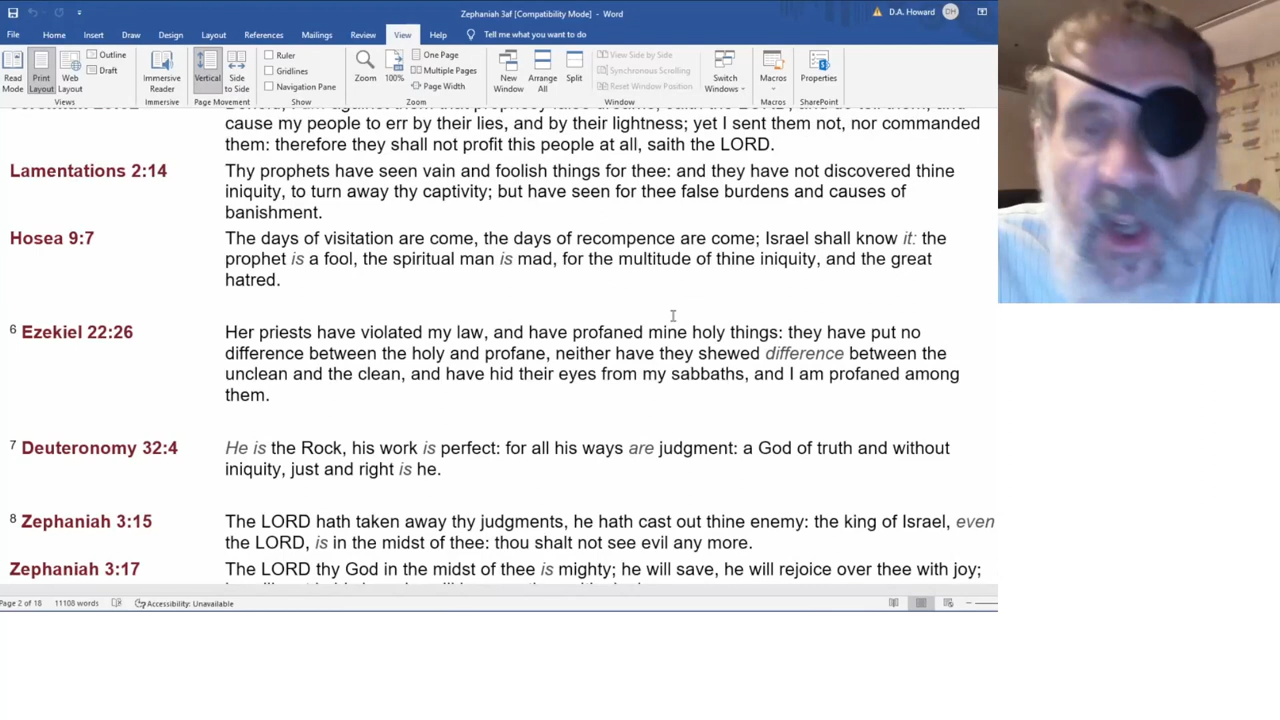 Zephaniah 3af [Compatibility Mode] - Word
D.A. Howard
DH
File Home Insert Draw Design Layout References Mailings Review View Help Tell me what you want to do
Read Mode
Print Layout
Web Layout
Outline
Draft
Views
Immersive Reader
Immersive
Vertical
Side to Side
Page Movement
Ruler
Gridlines
Navigation Pane
Show
Zoom
100%
One Page
Multiple Pages
Page Width
Zoom
New Window
Arrange All
Split
View Side by Side
Synchronous Scrolling
Reset Window Position
Window
Switch Windows
Macros
Macros
Properties
SharePoint
cause my people to err by their lies, and by their lightness; yet I sent them not, nor commanded
them: therefore they shall not profit this people at all, saith the LORD.
Lamentations 2:14 Thy prophets have seen vain and foolish things for thee: and they have not discovered thine
iniquity, to turn away thy captivity; but have seen for thee false burdens and causes of
banishment.
Hosea 9:7 The days of visitation are come, the days of recompence are come; Israel shall know it: the
prophet is a fool, the spiritual man is mad, for the multitude of thine iniquity, and the great
hatred.
6 Ezekiel 22:26 Her priests have violated my law, and have profaned mine holy things: they have put no
difference between the holy and profane, neither have they shewed difference between the
unclean and the clean, and have hid their eyes from my sabbaths, and I am profaned among
them.
7 Deuteronomy 32:4 He is the Rock, his work is perfect: for all his ways are judgment: a God of truth and without
iniquity, just and right is he.
8 Zephaniah 3:15 The LORD hath taken away thy judgments, he hath cast out thine enemy: the king of Israel, even
the LORD, is in the midst of thee: thou shalt not see evil any more.
Zephaniah 3:17 The LORD thy God in the midst of thee is mighty; he will save, he will rejoice over thee with joy;
Page 2 of 18 11108 words Accessibility: Unavailable